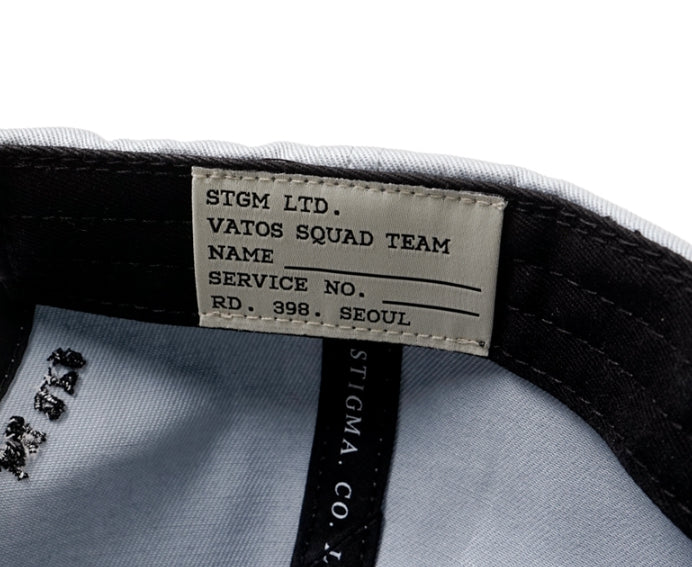 STGM LTD.
VATOS SQUAD TEAM
NAME
SERVICE NO.
RD. 398. SEOUL
STIGMA. CO.